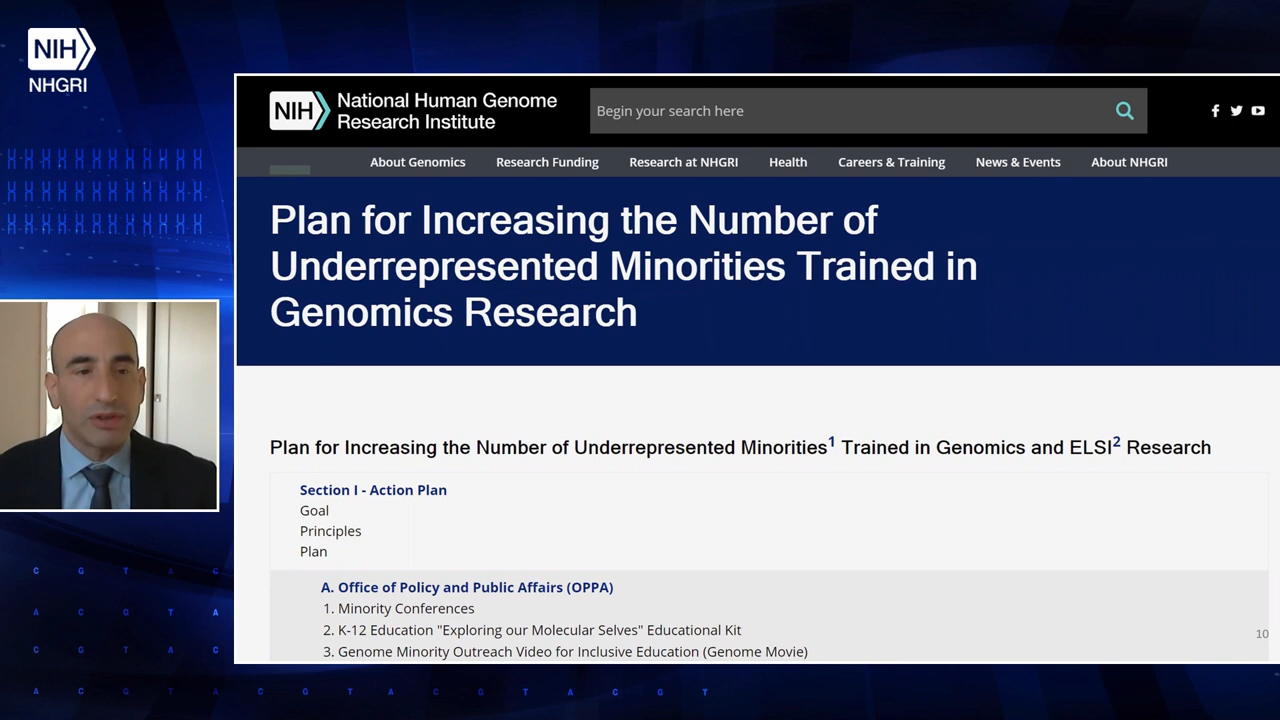 NIH
NHGRI
NIH
National Human Genome
Research Institute
Begin your search here
About Genomics
Research Funding
Research at NHGRI
Health
Careers & Training
News & Events
About NHGRI
Plan for Increasing the Number of
Underrepresented Minorities Trained in
Genomics Research
Plan for Increasing the Number of Underrepresented Minorities1 Trained in Genomics and ELSI2 Research
Section I - Action Plan
Goal
Principles
Plan
A. Office of Policy and Public Affairs (OPPA)
1. Minority Conferences
2. K-12 Education "Exploring our Molecular Selves" Educational Kit
3. Genome Minority Outreach Video for Inclusive Education (Genome Movie)
10
C G T A C
A C G T A
C G T A C
A C G T A C G T A C G T A C G T